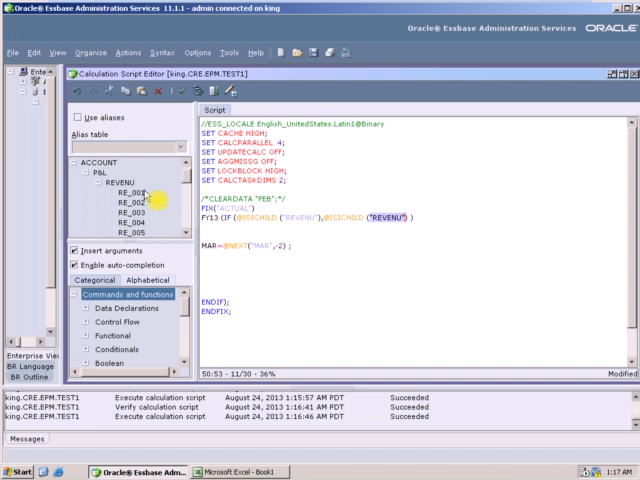 Oracle® Essbase Administration Services 11.1.1 - admin connected on king
Oracle® Essbase Administration Services ORACLE
File Edit View Organize Actions Syntax Options Tools Help
Ente
Calculation Script Editor [king.CRE.EPM.TEST1]
Use aliases
Alias table
ACCOUNT
P&L
REVENU
RE_001
RE_002
RE_003
RE_004
RE_005
Insert arguments
Enable auto-completion
Categorical Alphabetical
Commands and functions
Data Declarations
Control Flow
Functional
Conditionals
Boolean
Script
//ESS_LOCALE English_UnitedStates.Latin1@Binary
SET CACHE HIGH;
SET CALCPARALLEL 4;
SET UPDATECALC OFF;
SET AGGMISSG OFF;
SET LOCKBLOCK HIGH;
SET CALCTASKDIMS 2;
/*CLEARDATA "FEB";*/
FIX("ACTUAL")
FY13 (IF (@ISICHILD ("REVENU"),@ISICHILD ("REVENU") )
MAR=@NEXT("MAR",-2) ;
ENDIF);
ENDFIX;
50:53 - 11/30 - 36% Modified
Enterprise View
BR Language
BR Outline
king.CRE.EPM.TEST1 Execute calculation script August 24, 2013 1:15:57 AM PDT Succeeded
king.CRE.EPM.TEST1 Verify calculation script August 24, 2013 1:16:41 AM PDT Succeeded
king.CRE.EPM.TEST1 Execute calculation script August 24, 2013 1:16:43 AM PDT Succeeded
Messages
Start Oracle® Essbase Adm... Microsoft Excel - Book1 1:17 AM